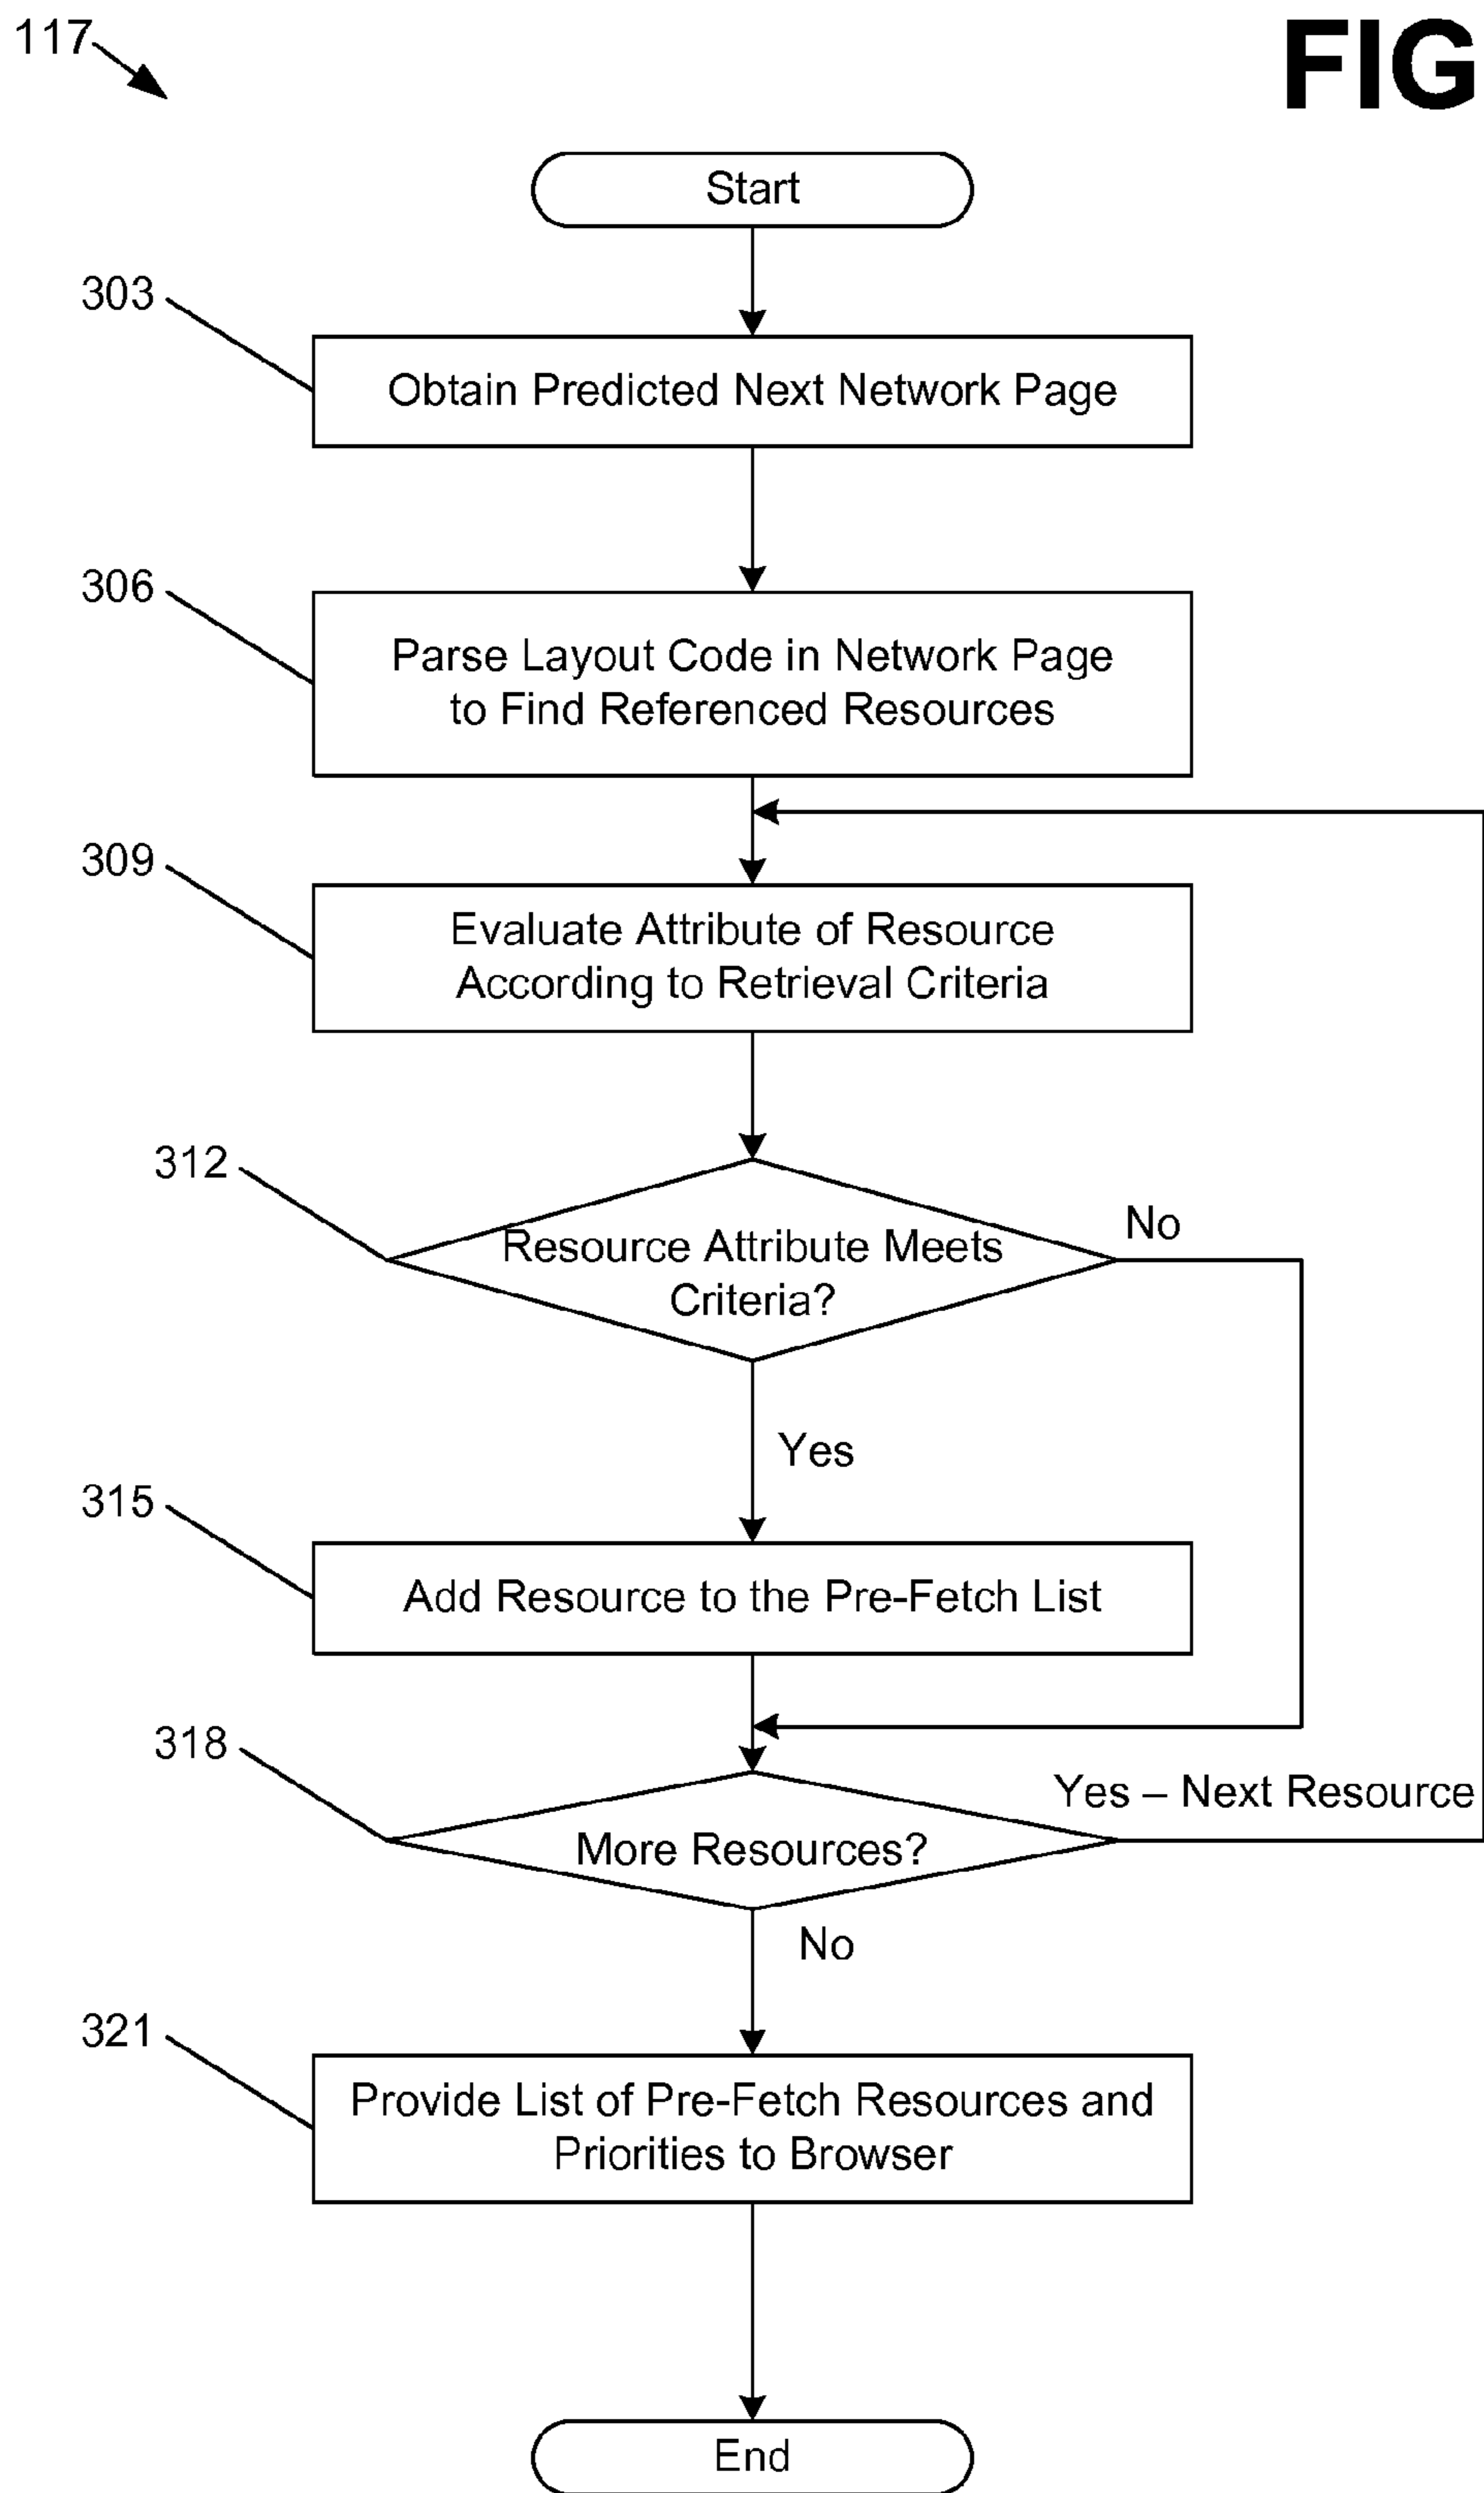 117
FIG
Start
303
Obtain Predicted Next Network Page
306
Parse Layout Code in Network Page
to Find Referenced Resources
309
Evaluate Attribute of Resource
According to Retrieval Criteria
312
No
Resource Attribute Meets
Criteria?
Yes
315
Add Resource to the Pre-Fetch List
318
Yes – Next Resource
More Resources?
No
321
Provide List of Pre-Fetch Resources and
Priorities to Browser
End